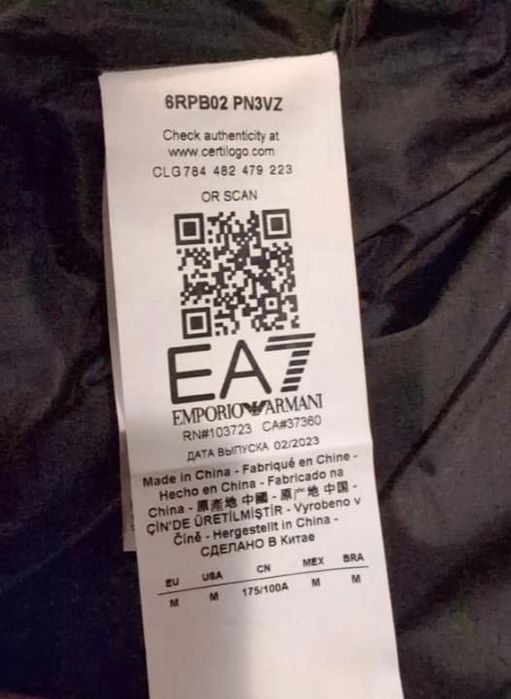 6RPB02 PN3VZ
Check authenticity at
www.certilogo.com
CLG 784 482 479 223
OR SCAN
EA7
EMPORIO ARMANI
RN#103723 CA#37360
ДАТА ВЫПУСКА 02/2023
Made in China - Fabriqué en Chine -
Hecho en China - Fabricado na
China - 原產地 中國 - 原产地 中国 -
ÇİN'DE ÜRETİLMİŞTİR - Vyrobeno v
Číně - Hergestellt in China -
СДЕЛАНО В Китае
EU USA CN MEX BRA
M M 175/100A M M